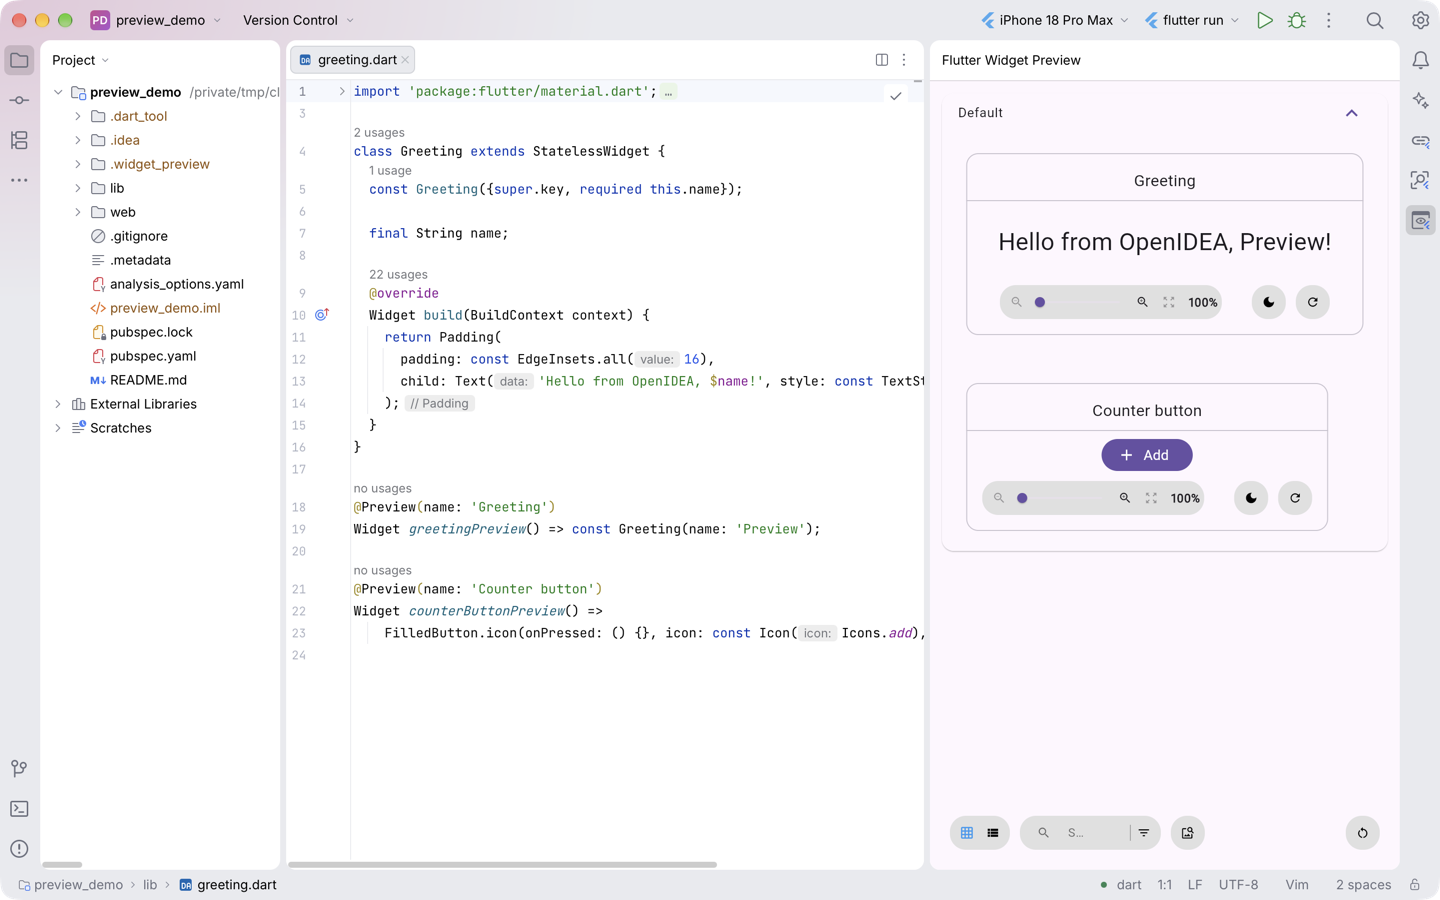 PD preview_demo
Version Control
iPhone 18 Pro Max
flutter run
Project
preview_demo /private/tmp/cl
.dart_tool
.idea
.widget_preview
lib
web
.gitignore
.metadata
analysis_options.yaml
preview_demo.iml
pubspec.lock
pubspec.yaml
M↓ README.md
External Libraries
Scratches
greeting.dart
1 import 'package:flutter/material.dart'; ...
3
2 usages
4 class Greeting extends StatelessWidget {
1 usage
5 const Greeting({super.key, required this.name});
6
7 final String name;
8
22 usages
9 @override
10 Widget build(BuildContext context) {
11 return Padding(
12 padding: const EdgeInsets.all( value: 16),
13 child: Text( data: 'Hello from OpenIDEA, $name!', style: const TextSt
14 ); // Padding
15 }
16 }
17
no usages
18 @Preview(name: 'Greeting')
19 Widget greetingPreview() => const Greeting(name: 'Preview');
20
no usages
21 @Preview(name: 'Counter button')
22 Widget counterButtonPreview() =>
23 FilledButton.icon(onPressed: () {}, icon: const Icon( icon: Icons.add),
24
Flutter Widget Preview
Default
Greeting
Hello from OpenIDEA, Preview!
100%
Counter button
+ Add
100%
S...
preview_demo > lib > greeting.dart
dart 1:1 LF UTF-8 Vim 2 spaces